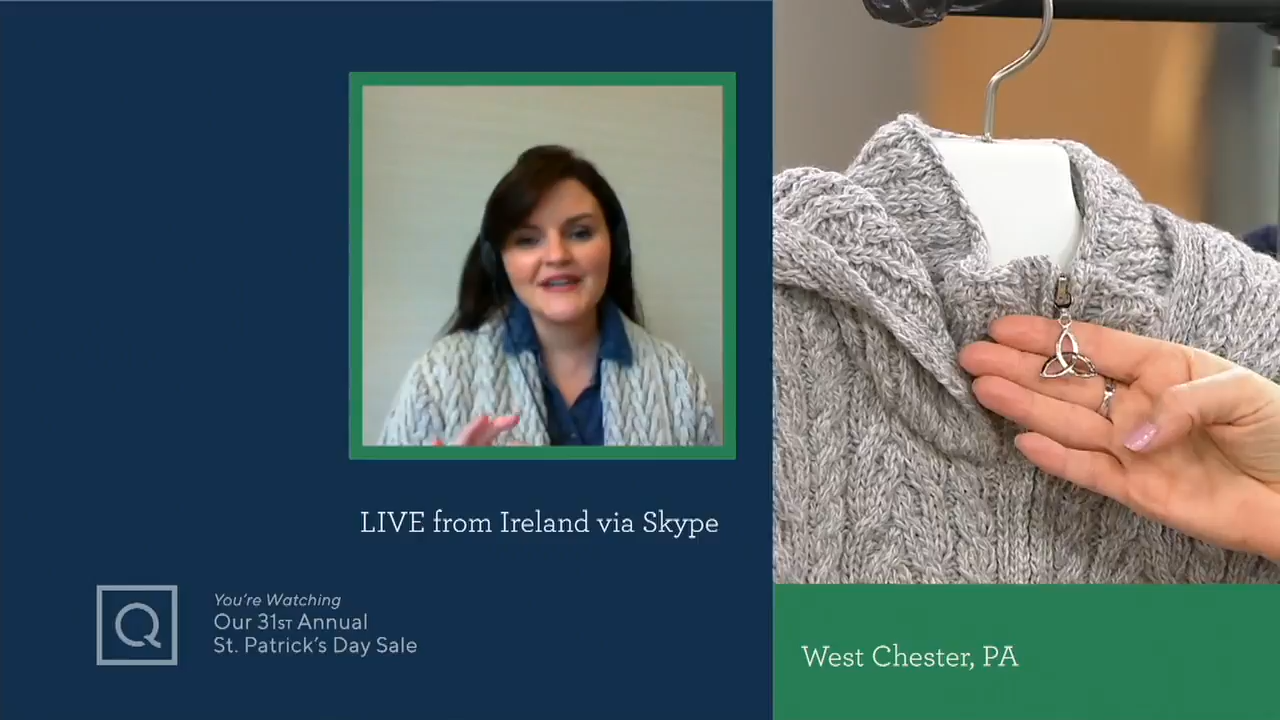 LIVE from Ireland via Skype
Q
You're Watching
Our 31ST Annual
St. Patrick's Day Sale
West Chester, PA